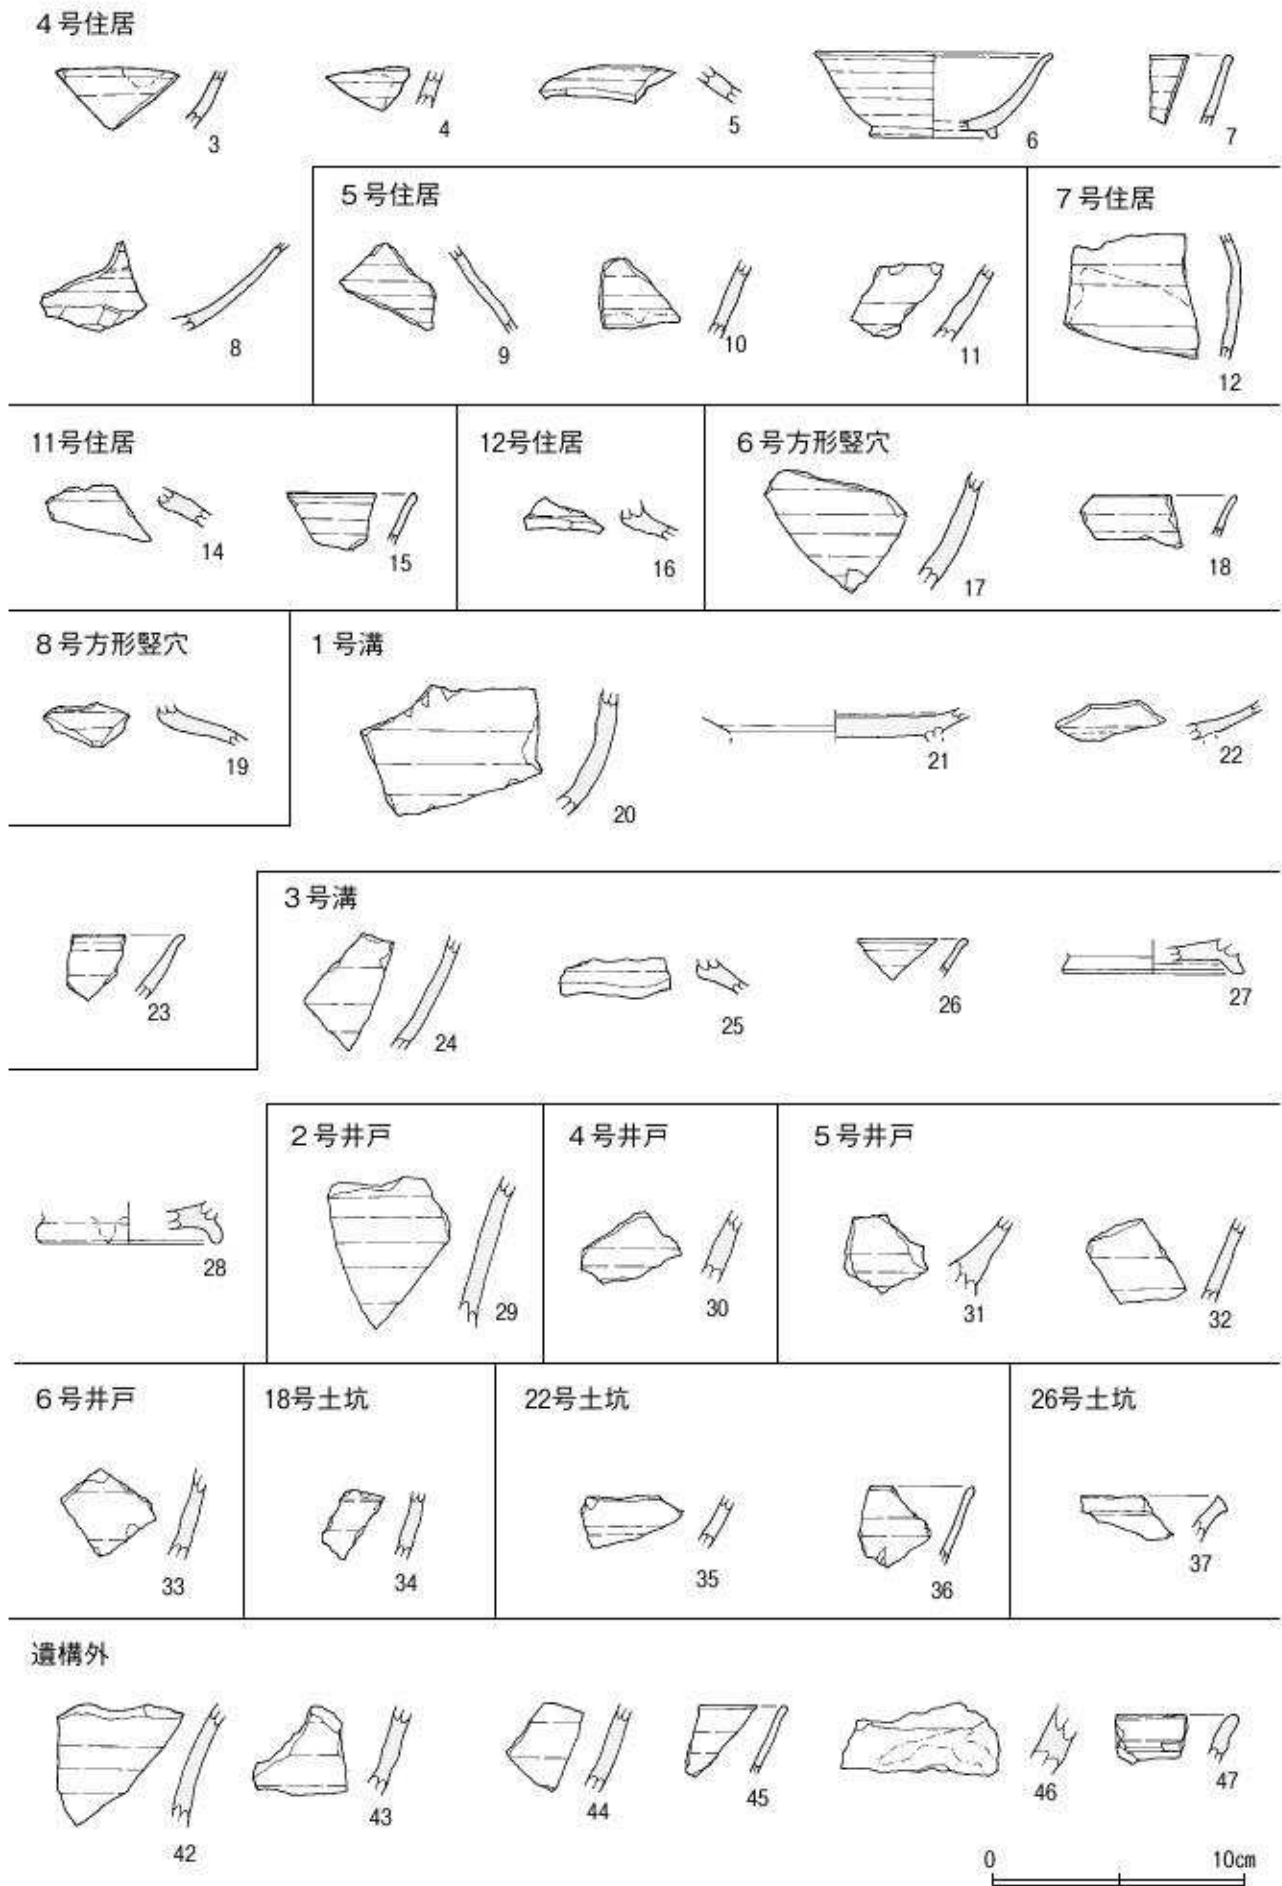 4号住居
3 4 5 6 7
5号住居 7号住居
8 9 10 11 12
11号住居 12号住居 6号方形竪穴
14 15 16 17 18
8号方形竪穴 1号溝
19 20 21 22
3号溝
23 24 25 26 27
2号井戸 4号井戸 5号井戸
28 29 30 31 32
6号井戸 18号土坑 22号土坑 26号土坑
33 34 35 36 37
遺構外
42 43 44 45 46 47
0 10cm